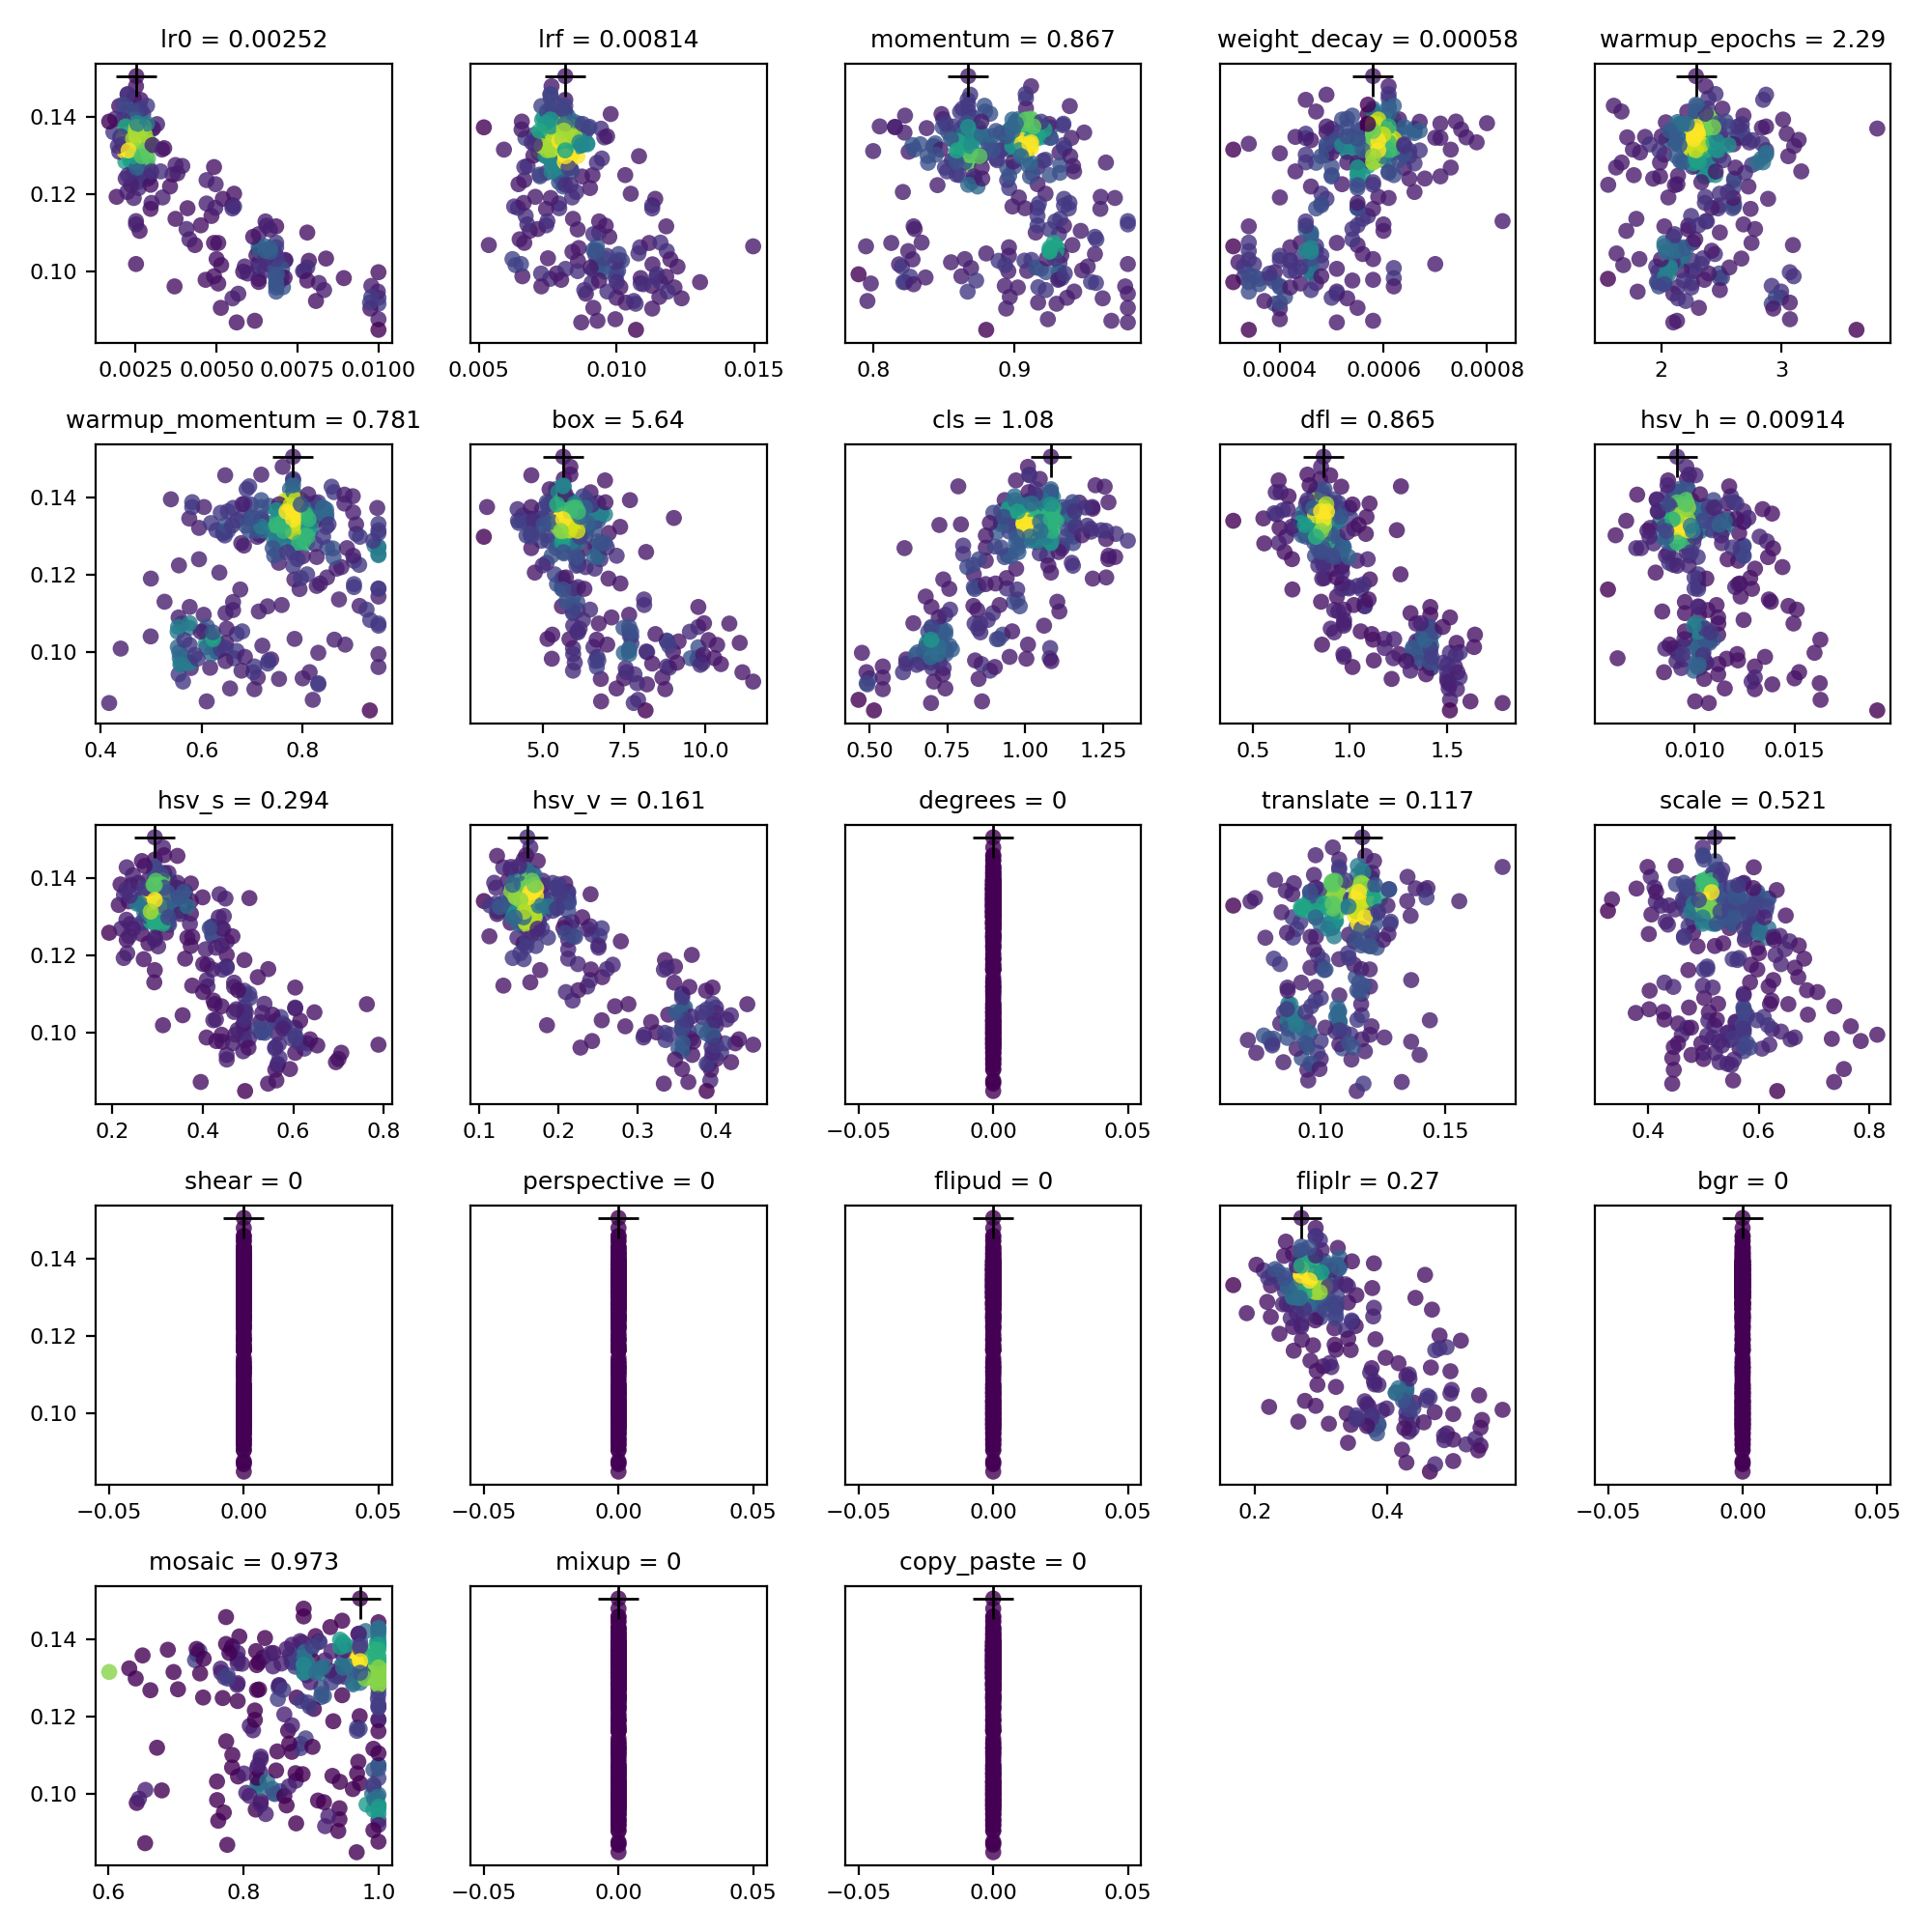 lr0 = 0.00252 lrf = 0.00814 momentum = 0.867 weight_decay = 0.00058 warmup_epochs = 2.29
0.14
0.12
0.10
0.0025 0.0050 0.0075 0.0100 0.005 0.010 0.015 0.8 0.9 0.0004 0.0006 0.0008 2 3
warmup_momentum = 0.781 box = 5.64 cls = 1.08 dfl = 0.865 hsv_h = 0.00914
0.14
0.12
0.10
0.4 0.6 0.8 5.0 7.5 10.0 0.50 0.75 1.00 1.25 0.5 1.0 1.5 0.010 0.015
hsv_s = 0.294 hsv_v = 0.161 degrees = 0 translate = 0.117 scale = 0.521
0.14
0.12
0.10
0.2 0.4 0.6 0.8 0.1 0.2 0.3 0.4 −0.05 0.00 0.05 0.10 0.15 0.4 0.6 0.8
shear = 0 perspective = 0 flipud = 0 fliplr = 0.27 bgr = 0
0.14
0.12
0.10
−0.05 0.00 0.05 −0.05 0.00 0.05 −0.05 0.00 0.05 0.2 0.4 −0.05 0.00 0.05
mosaic = 0.973 mixup = 0 copy_paste = 0
0.14
0.12
0.10
0.6 0.8 1.0 −0.05 0.00 0.05 −0.05 0.00 0.05